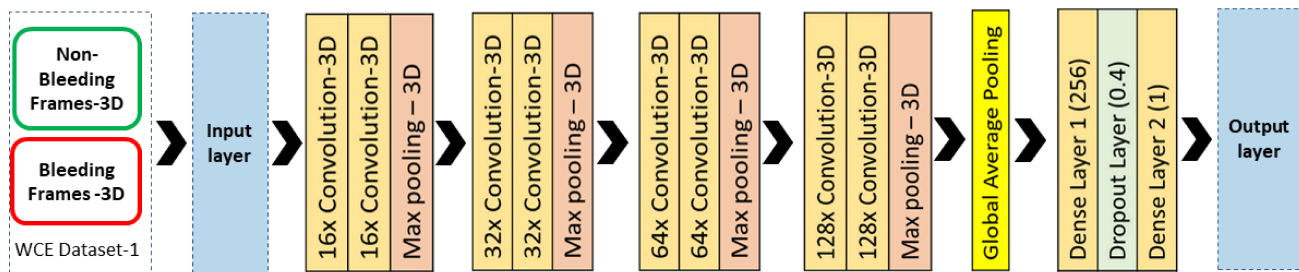 Non-
Bleeding
Frames-3D
Bleeding
Frames -3D
WCE Dataset-1
Input
layer
16x Convolution-3D
16x Convolution-3D
Max pooling – 3D
32x Convolution-3D
32x Convolution-3D
Max pooling – 3D
64x Convolution-3D
64x Convolution-3D
Max pooling – 3D
128x Convolution-3D
128x Convolution-3D
Max pooling – 3D
Global Average Pooling
Dense Layer 1 (256)
Dropout Layer (0.4)
Dense Layer 2 (1)
Output
layer